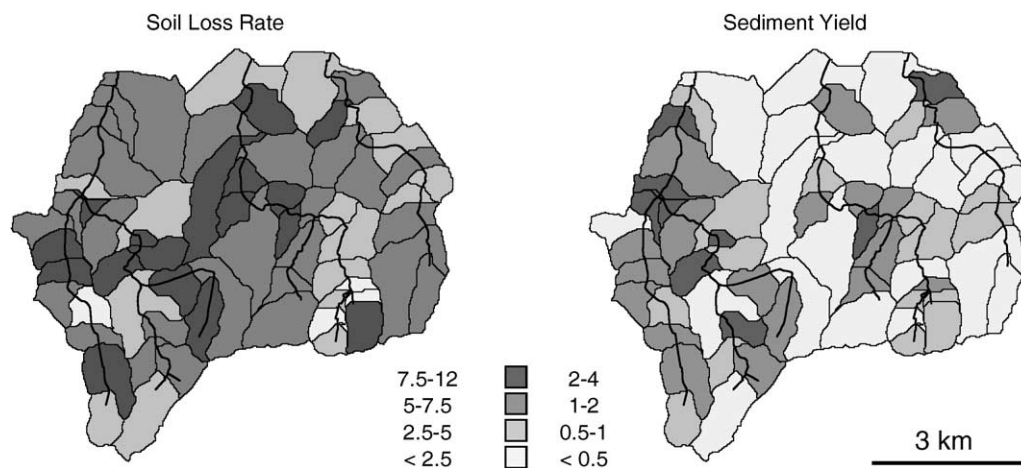 Soil Loss Rate
Sediment Yield
7.5-12 2-4
5-7.5 1-2
2.5-5 0.5-1
< 2.5 < 0.5
3 km